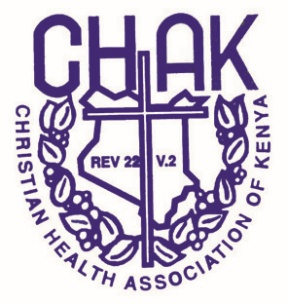 CHAK
REV 22 V.2
CHRISTIAN HEALTH ASSOCIATION OF KENYA